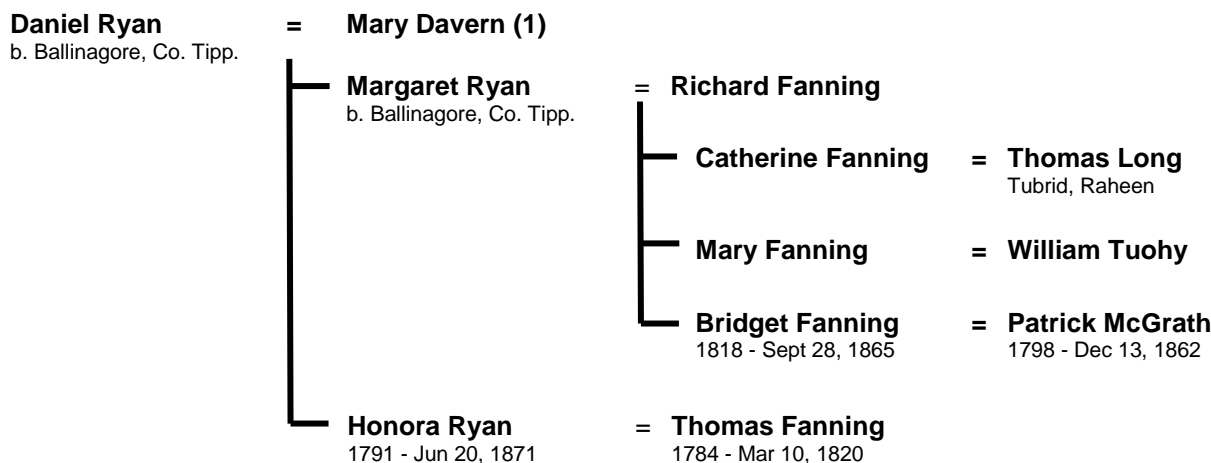 Daniel Ryan = Mary Davern (1)
b. Ballinagore, Co. Tipp.
Margaret Ryan = Richard Fanning
b. Ballinagore, Co. Tipp.
Catherine Fanning = Thomas Long
Tubrid, Raheen
Mary Fanning = William Tuohy
Bridget Fanning = Patrick McGrath
1818 - Sept 28, 1865 1798 - Dec 13, 1862
Honora Ryan = Thomas Fanning
1791 - Jun 20, 1871 1784 - Mar 10, 1820